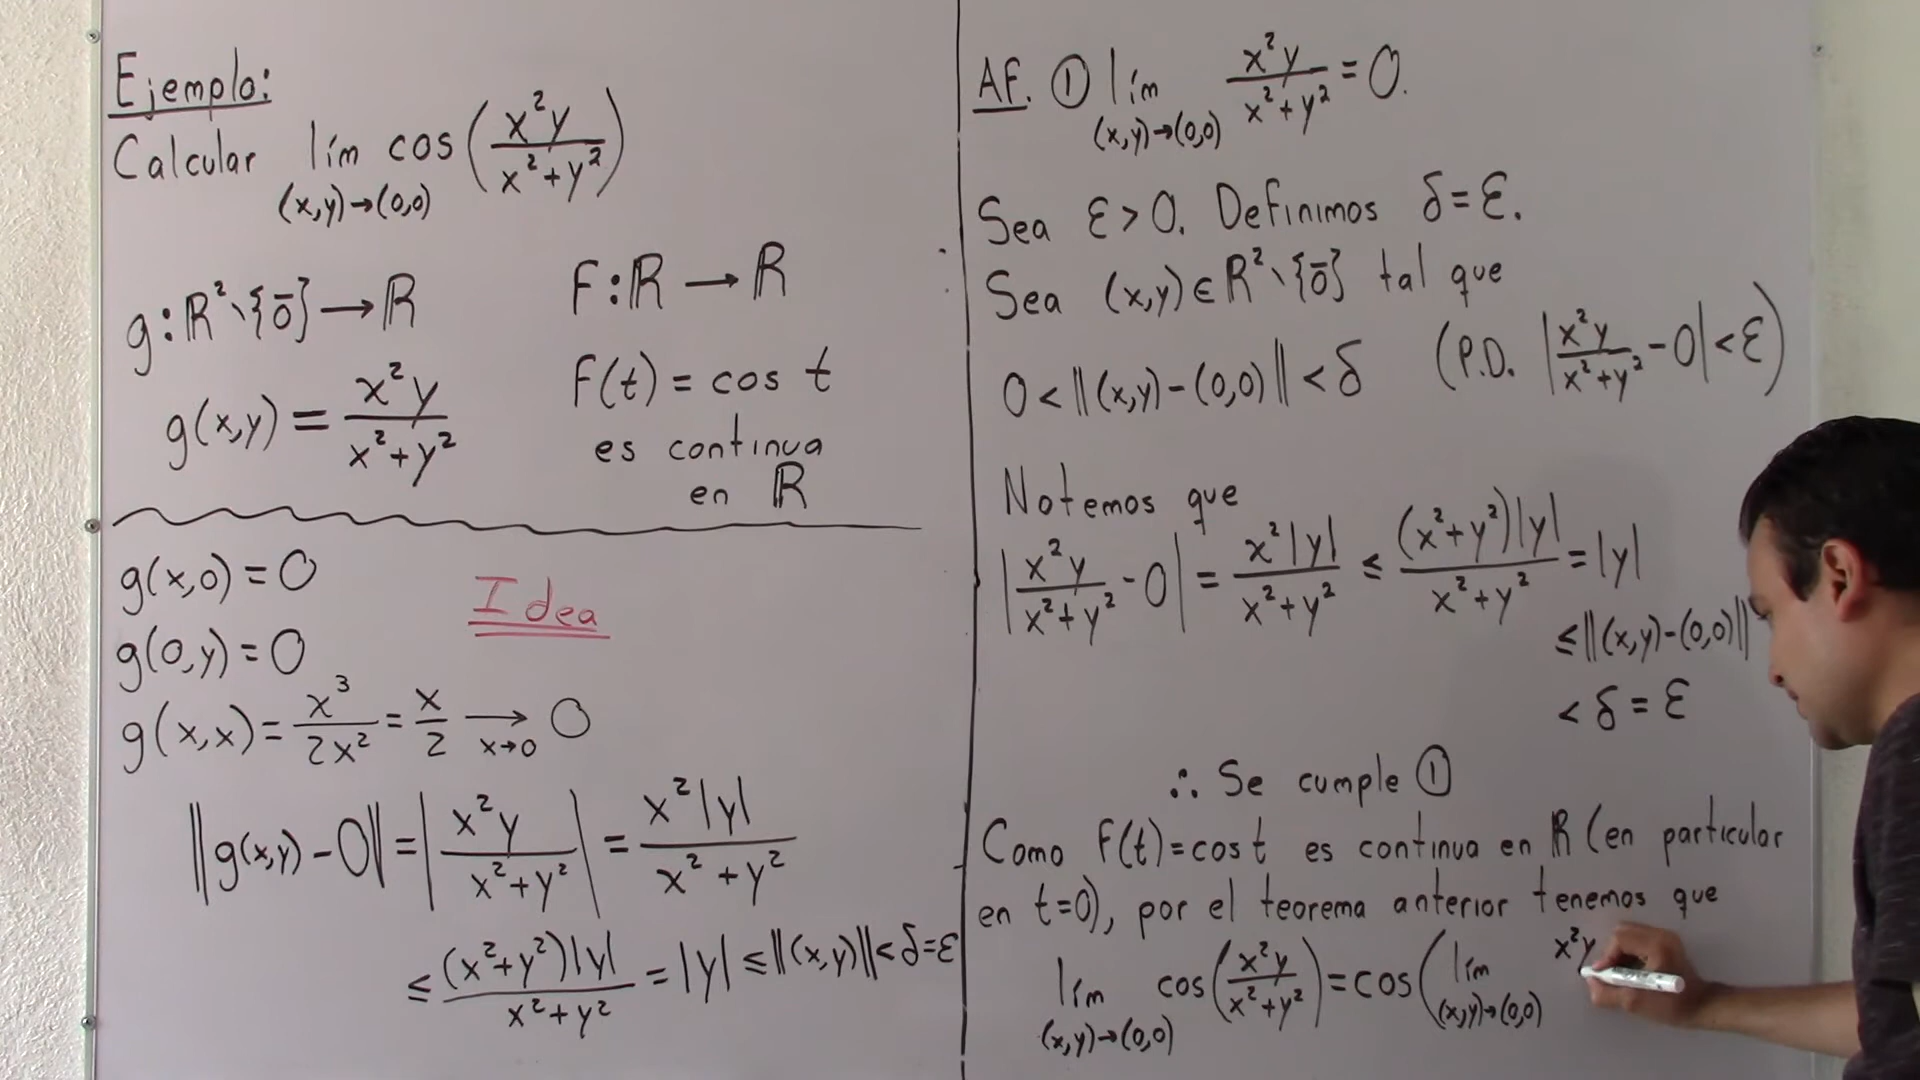 Ejemplo:
Calcular lím cos(x²y / (x²+y²))
(x,y)→(0,0)
g:ℝ²∖{0̄}→ℝ
g(x,y) = x²y / (x²+y²)
F:ℝ→ℝ
F(t) = cos t
es continua
en ℝ
g(x,0) = 0
g(0,y) = 0
g(x,x) = x³/2x² = x/2 → 0
x→0
Idea
‖g(x,y)-0‖ = |x²y / (x²+y²)| = x²|y| / (x²+y²)
≤ (x²+y²)|y| / (x²+y²) = |y| ≤ ‖(x,y)‖ < δ=ε
AF. ① lím x²y / (x²+y²) = 0.
(x,y)→(0,0)
Sea ε>0. Definimos δ=ε.
Sea (x,y)∈ℝ²∖{0̄} tal que
0<‖(x,y)-(0,0)‖<δ (P.D. |x²y / (x²+y²) - 0|<ε)
Notemos que
|x²y / (x²+y²) - 0| = x²|y| / (x²+y²) ≤ (x²+y²)|y| / (x²+y²) = |y|
≤‖(x,y)-(0,0)‖
< δ = ε
∴ Se cumple ①
Como F(t)=cos t es continua en ℝ (en particular
en t=0), por el teorema anterior tenemos que
lím cos(x²y / (x²+y²)) = cos(lím x²y
(x,y)→(0,0) (x,y)→(0,0)